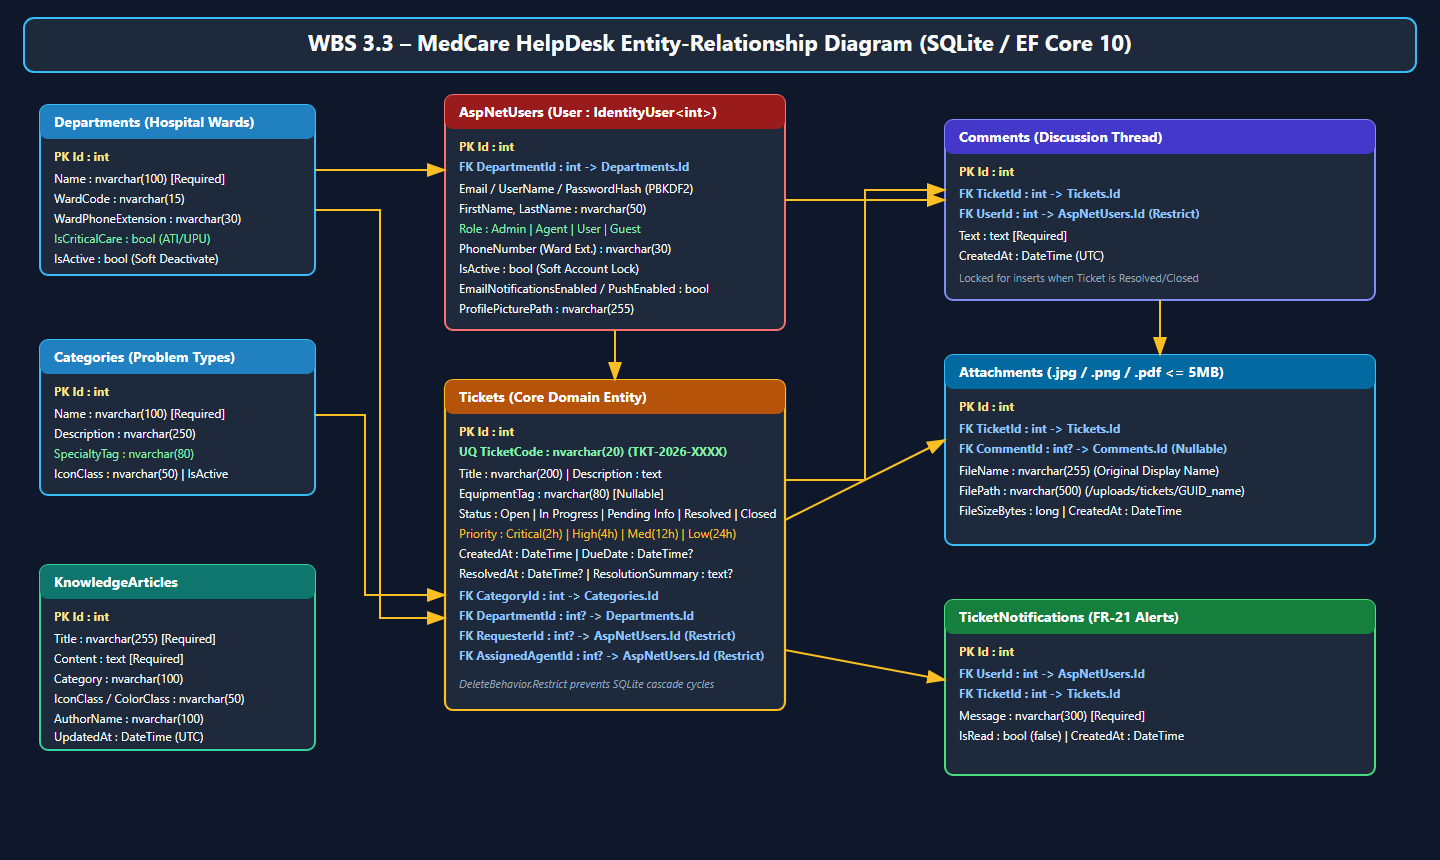 WBS 3.3 – MedCare HelpDesk Entity-Relationship Diagram (SQLite / EF Core 10)
Departments (Hospital Wards)
PK Id : int
Name : nvarchar(100) [Required]
WardCode : nvarchar(15)
WardPhoneExtension : nvarchar(30)
IsCriticalCare : bool (ATI/UPU)
IsActive : bool (Soft Deactivate)
Categories (Problem Types)
PK Id : int
Name : nvarchar(100) [Required]
Description : nvarchar(250)
SpecialtyTag : nvarchar(80)
IconClass : nvarchar(50) | IsActive
KnowledgeArticles
PK Id : int
Title : nvarchar(255) [Required]
Content : text [Required]
Category : nvarchar(100)
IconClass / ColorClass : nvarchar(50)
AuthorName : nvarchar(100)
UpdatedAt : DateTime (UTC)
AspNetUsers (User : IdentityUser<int>)
PK Id : int
FK DepartmentId : int -> Departments.Id
Email / UserName / PasswordHash (PBKDF2)
FirstName, LastName : nvarchar(50)
Role : Admin | Agent | User | Guest
PhoneNumber (Ward Ext.) : nvarchar(30)
IsActive : bool (Soft Account Lock)
EmailNotificationsEnabled / PushEnabled : bool
ProfilePicturePath : nvarchar(255)
Tickets (Core Domain Entity)
PK Id : int
UQ TicketCode : nvarchar(20) (TKT-2026-XXXX)
Title : nvarchar(200) | Description : text
EquipmentTag : nvarchar(80) [Nullable]
Status : Open | In Progress | Pending Info | Resolved | Closed
Priority : Critical(2h) | High(4h) | Med(12h) | Low(24h)
CreatedAt : DateTime | DueDate : DateTime?
ResolvedAt : DateTime? | ResolutionSummary : text?
FK CategoryId : int -> Categories.Id
FK DepartmentId : int? -> Departments.Id
FK RequesterId : int? -> AspNetUsers.Id (Restrict)
FK AssignedAgentId : int? -> AspNetUsers.Id (Restrict)
DeleteBehavior.Restrict prevents SQLite cascade cycles
Comments (Discussion Thread)
PK Id : int
FK TicketId : int -> Tickets.Id
FK UserId : int -> AspNetUsers.Id (Restrict)
Text : text [Required]
CreatedAt : DateTime (UTC)
Locked for inserts when Ticket is Resolved/Closed
Attachments (.jpg / .png / .pdf <= 5MB)
PK Id : int
FK TicketId : int -> Tickets.Id
FK CommentId : int? -> Comments.Id (Nullable)
FileName : nvarchar(255) (Original Display Name)
FilePath : nvarchar(500) (/uploads/tickets/GUID_name)
FileSizeBytes : long | CreatedAt : DateTime
TicketNotifications (FR-21 Alerts)
PK Id : int
FK UserId : int -> AspNetUsers.Id
FK TicketId : int -> Tickets.Id
Message : nvarchar(300) [Required]
IsRead : bool (false) | CreatedAt : DateTime